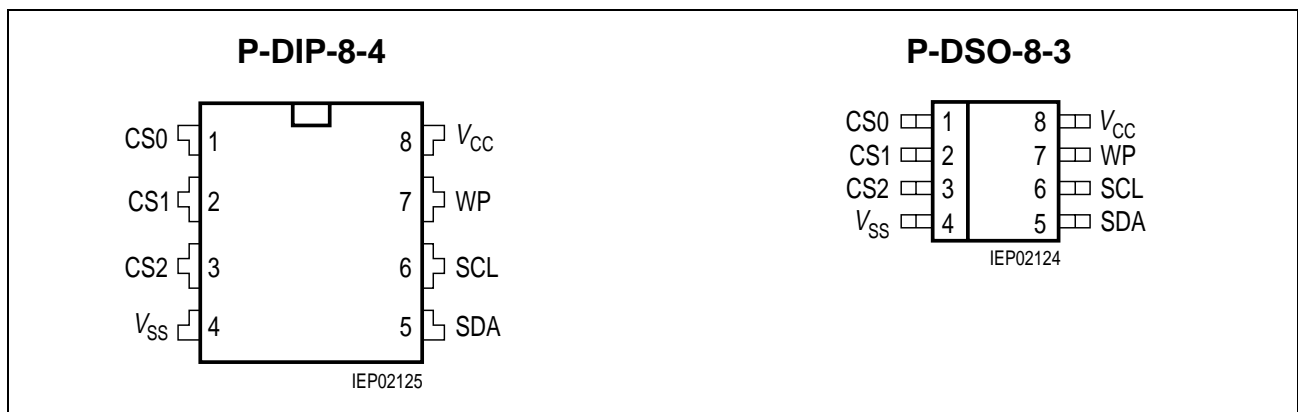 P-DIP-8-4
CS0 1 8 VCC
CS1 2 7 WP
CS2 3 6 SCL
VSS 4 5 SDA
IEP02125
P-DSO-8-3
CS0 1 8 VCC
CS1 2 7 WP
CS2 3 6 SCL
VSS 4 5 SDA
IEP02124